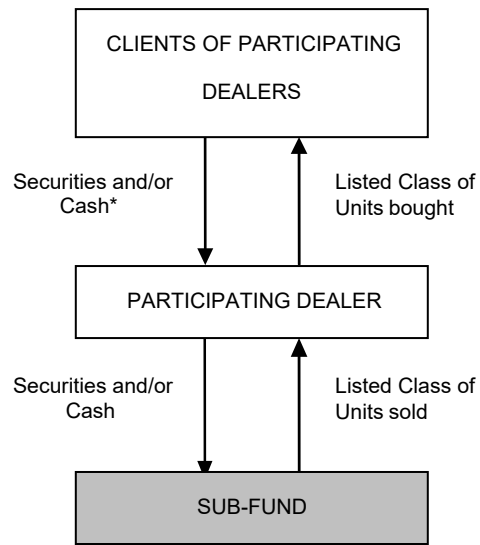 CLIENTS OF PARTICIPATING
DEALERS
Securities and/or
Cash*
Listed Class of
Units bought
PARTICIPATING DEALER
Securities and/or
Cash
Listed Class of
Units sold
SUB-FUND